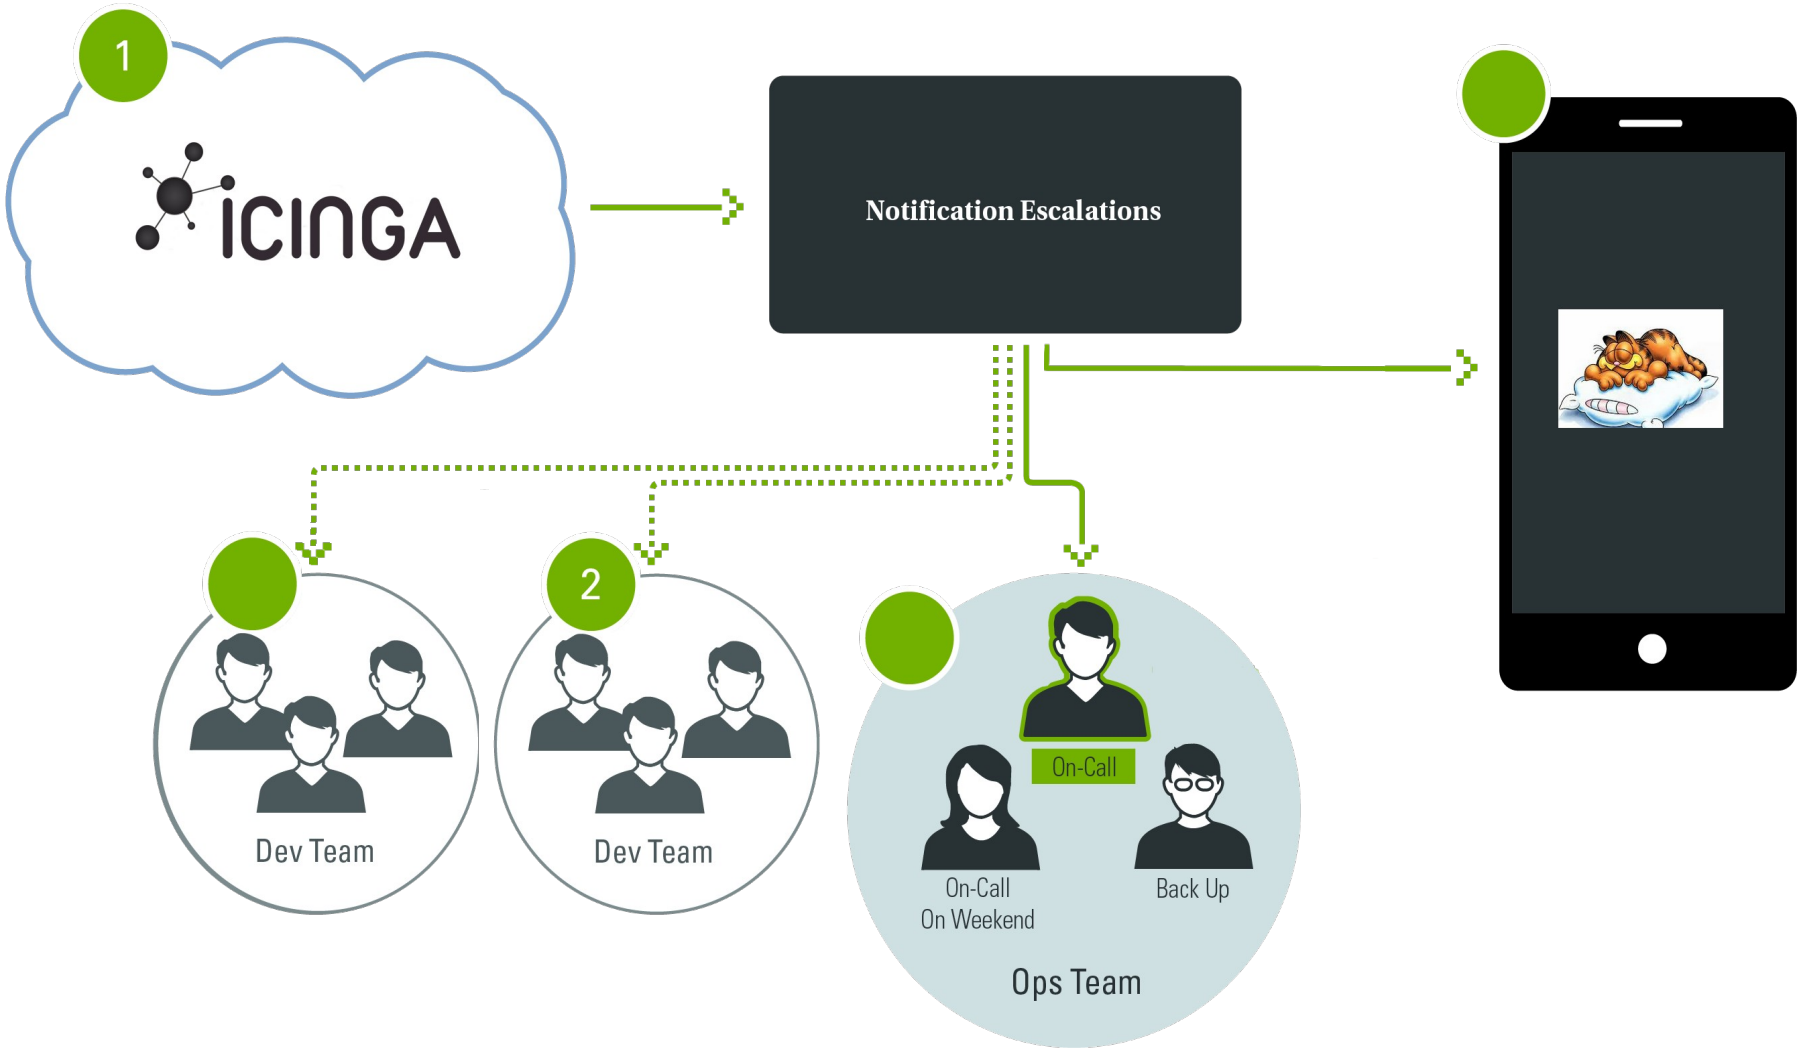 1
ICINGA
Notification Escalations
2
Dev Team
Dev Team
On-Call
On-Call
On Weekend
Back Up
Ops Team